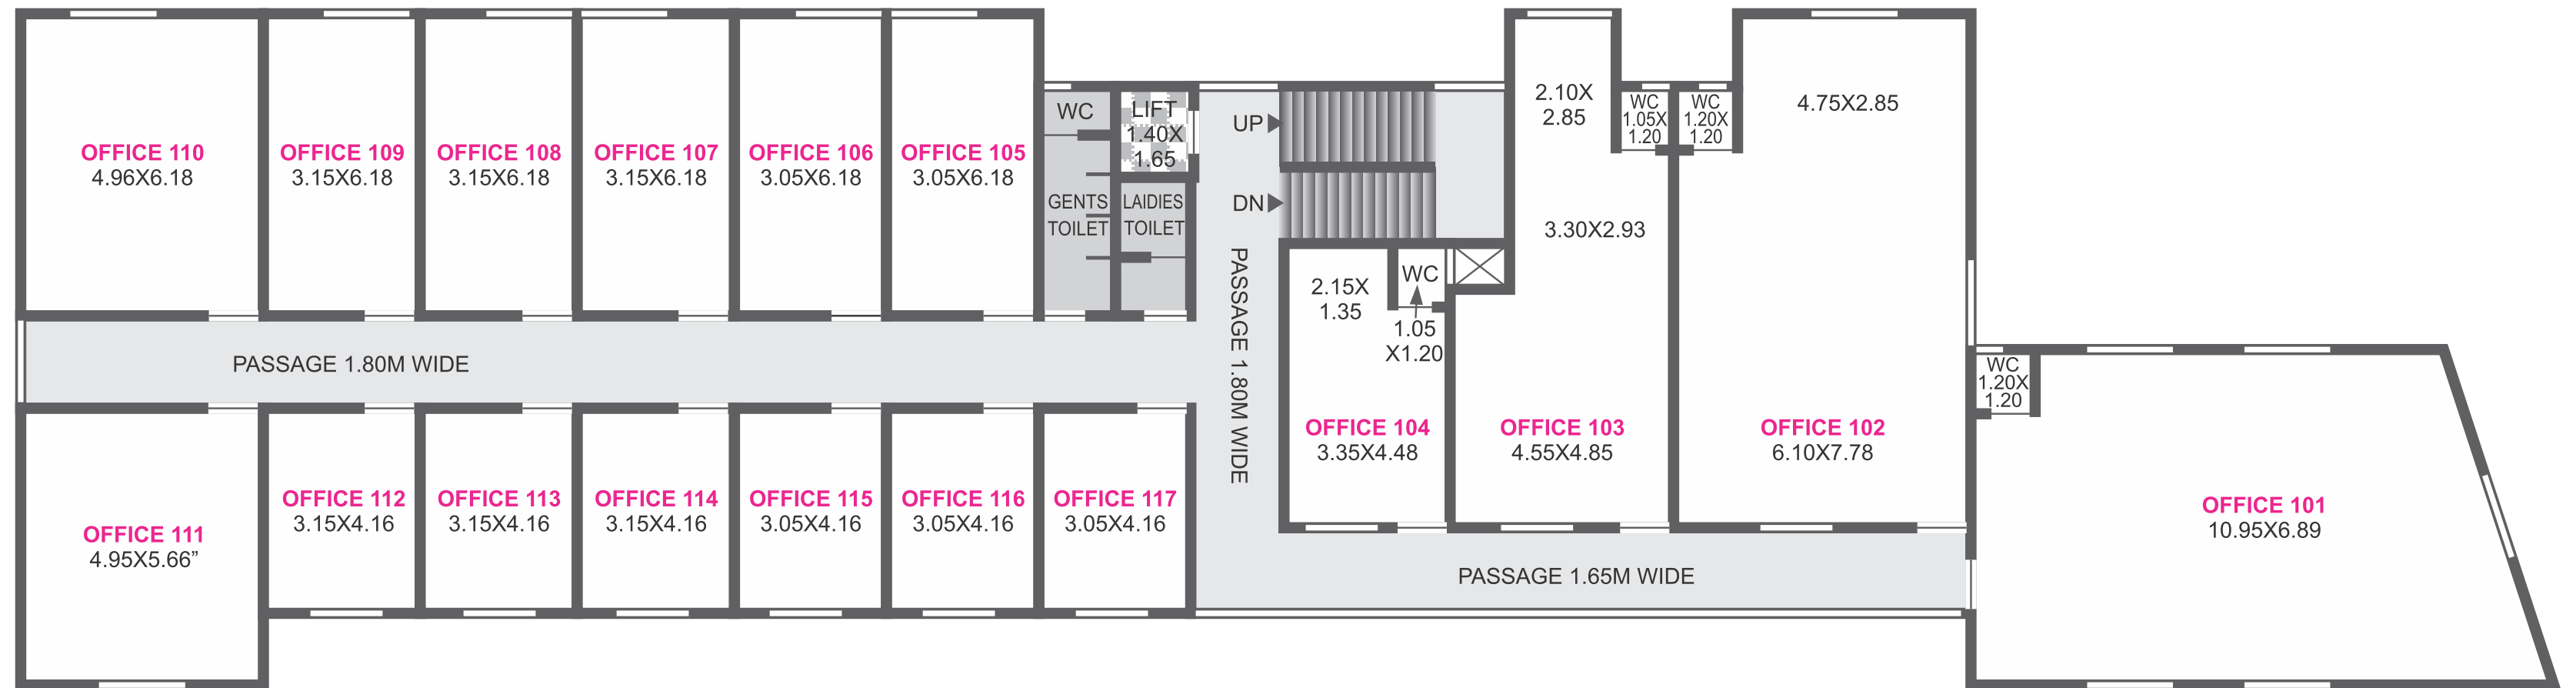 OFFICE 110
4.96X6.18
OFFICE 109
3.15X6.18
OFFICE 108
3.15X6.18
OFFICE 107
3.15X6.18
OFFICE 106
3.05X6.18
OFFICE 105
3.05X6.18
WC
GENTS
TOILET
LIFT
1.40X
1.65
LAIDIES
TOILET
UP
DN
2.10X
2.85
WC
1.05X
1.20
WC
1.20X
1.20
4.75X2.85
3.30X2.93
PASSAGE 1.80M WIDE
PASSAGE 1.80M WIDE
2.15X
1.35
WC
1.05
X1.20
OFFICE 104
3.35X4.48
OFFICE 103
4.55X4.85
OFFICE 102
6.10X7.78
WC
1.20X
1.20
OFFICE 101
10.95X6.89
OFFICE 111
4.95X5.66”
OFFICE 112
3.15X4.16
OFFICE 113
3.15X4.16
OFFICE 114
3.15X4.16
OFFICE 115
3.05X4.16
OFFICE 116
3.05X4.16
OFFICE 117
3.05X4.16
PASSAGE 1.65M WIDE